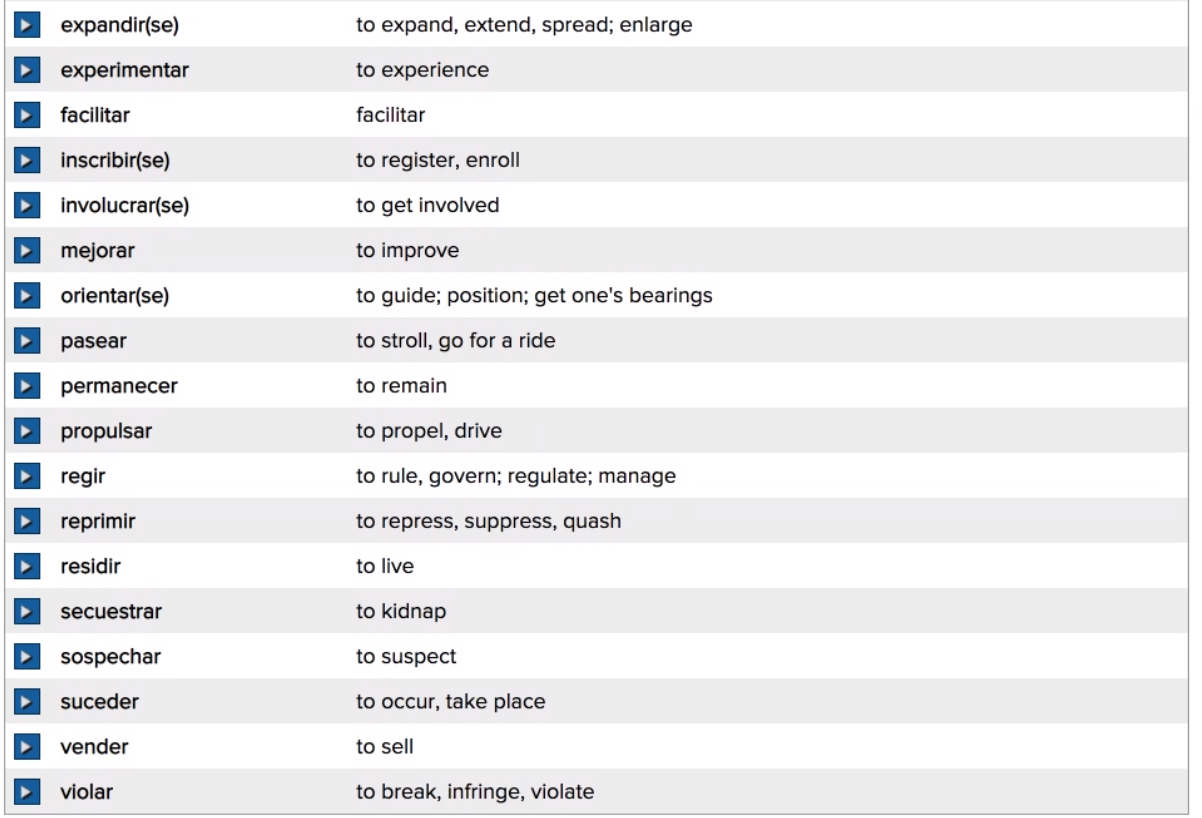 expandir(se) to expand, extend, spread; enlarge
experimentar to experience
facilitar facilitar
inscribir(se) to register, enroll
involucrar(se) to get involved
mejorar to improve
orientar(se) to guide; position; get one's bearings
pasear to stroll, go for a ride
permanecer to remain
propulsar to propel, drive
regir to rule, govern; regulate; manage
reprimir to repress, suppress, quash
residir to live
secuestrar to kidnap
sospechar to suspect
suceder to occur, take place
vender to sell
violar to break, infringe, violate